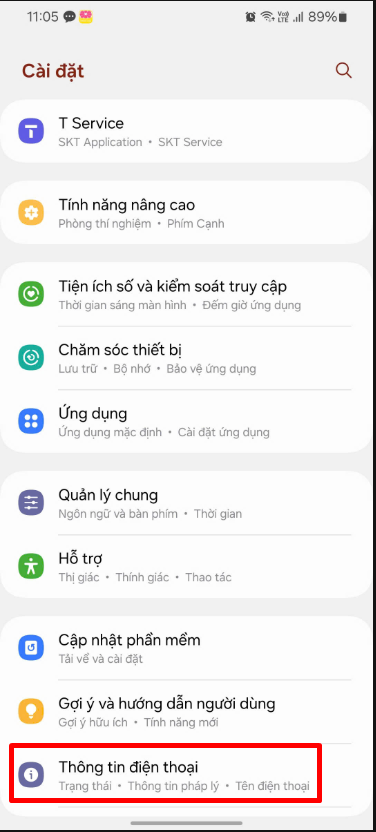 11:05 89%
Cài đặt
T Service
SKT Application • SKT Service
Tính năng nâng cao
Phòng thí nghiệm • Phím Cạnh
Tiện ích số và kiểm soát truy cập
Thời gian sáng màn hình • Đếm giờ ứng dụng
Chăm sóc thiết bị
Lưu trữ • Bộ nhớ • Bảo vệ ứng dụng
Ứng dụng
Ứng dụng mặc định • Cài đặt ứng dụng
Quản lý chung
Ngôn ngữ và bàn phím • Thời gian
Hỗ trợ
Thị giác • Thính giác • Thao tác
Cập nhật phần mềm
Tải về và cài đặt
Gợi ý và hướng dẫn người dùng
Gợi ý hữu ích • Tính năng mới
Thông tin điện thoại
Trạng thái • Thông tin pháp lý • Tên điện thoại